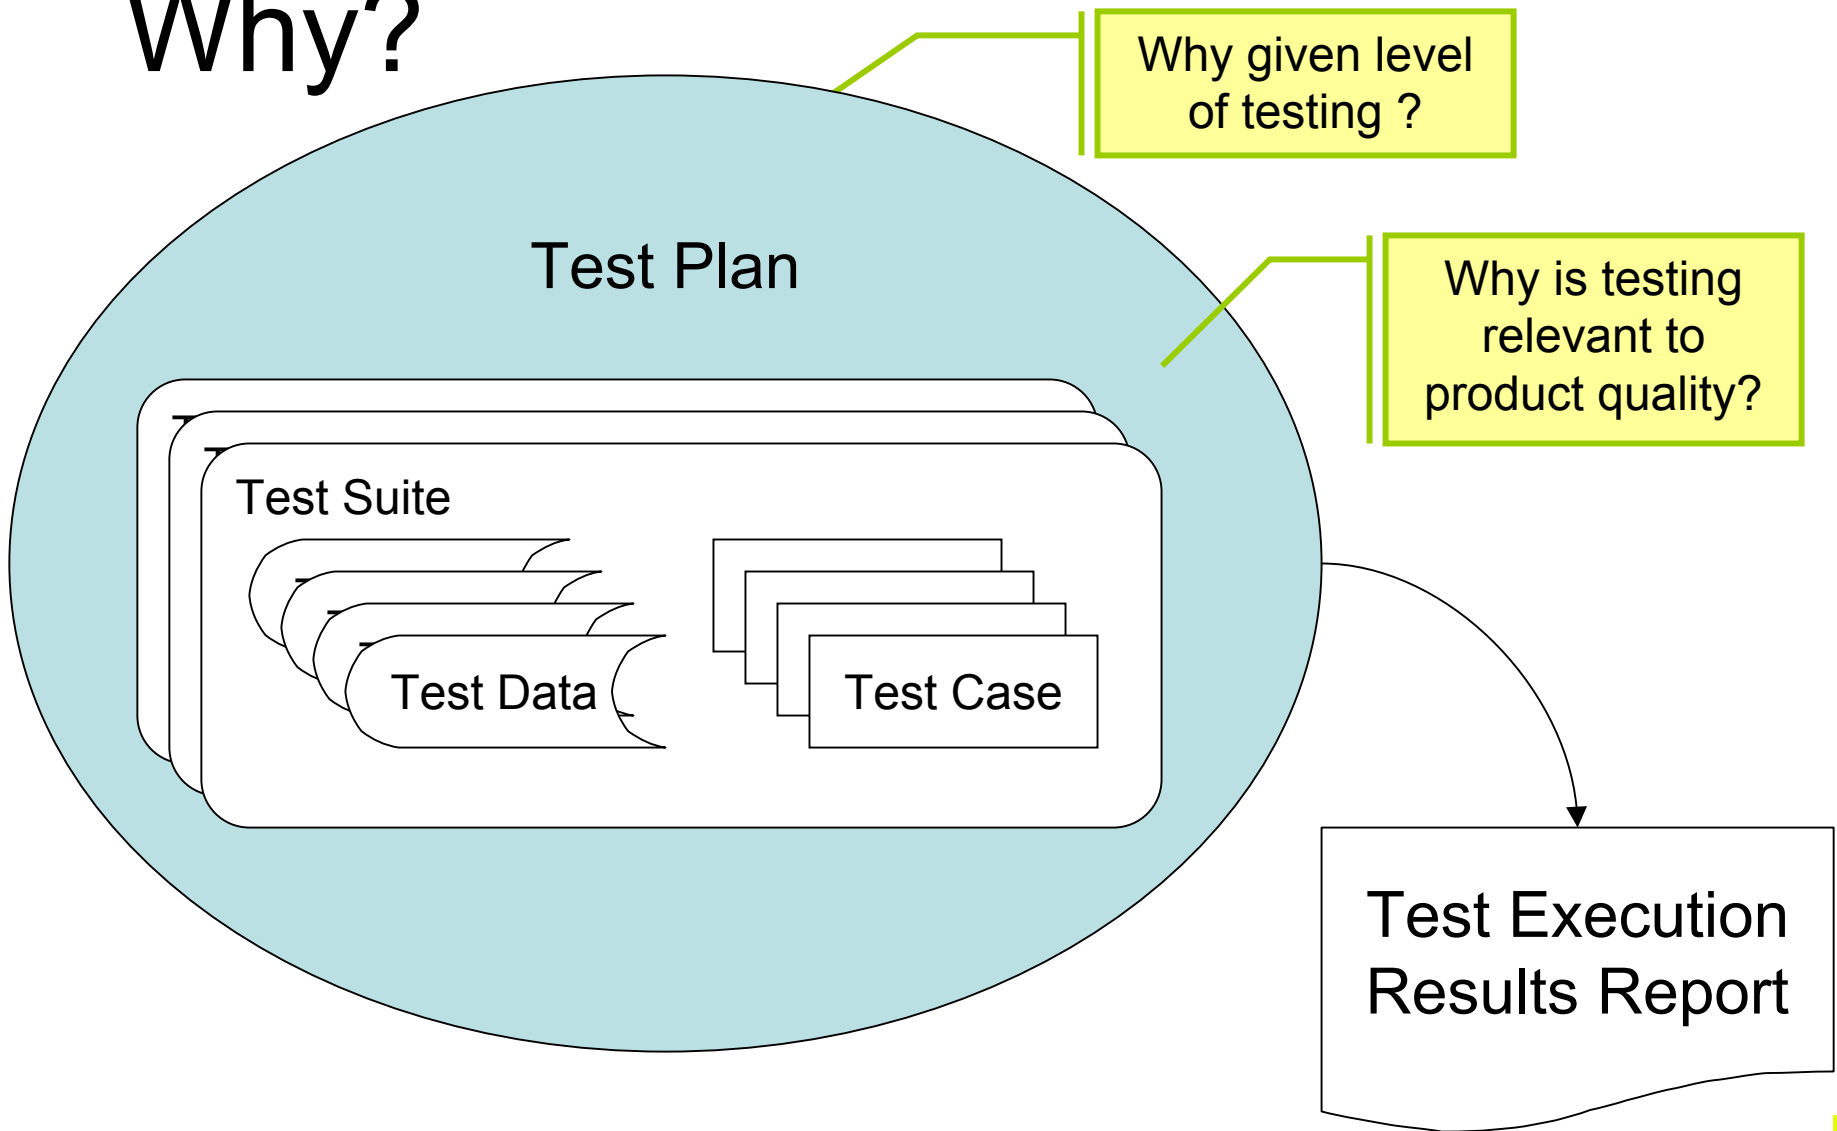 Why?
Why given level
of testing ?
Test Plan
Why is testing
relevant to
product quality?
Test Suite
Test Data
Test Case
Test Execution
Results Report